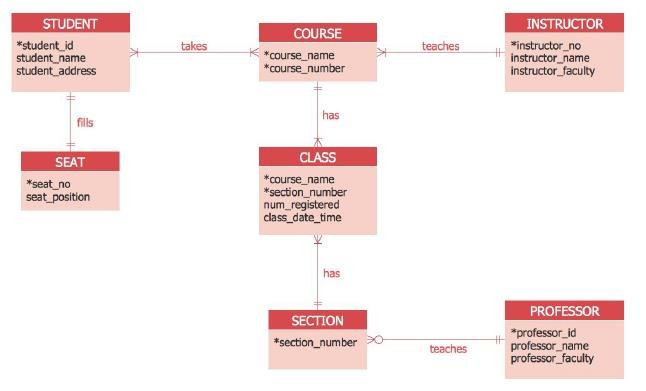 STUDENT
*student_id
student_name
student_address
takes
COURSE
*course_name
*course_number
teaches
INSTRUCTOR
*instructor_no
instructor_name
instructor_faculty
fills
has
SEAT
*seat_no
seat_position
CLASS
*course_name
*section_number
num_registered
class_date_time
has
SECTION
*section_number
teaches
PROFESSOR
*professor_id
professor_name
professor_faculty